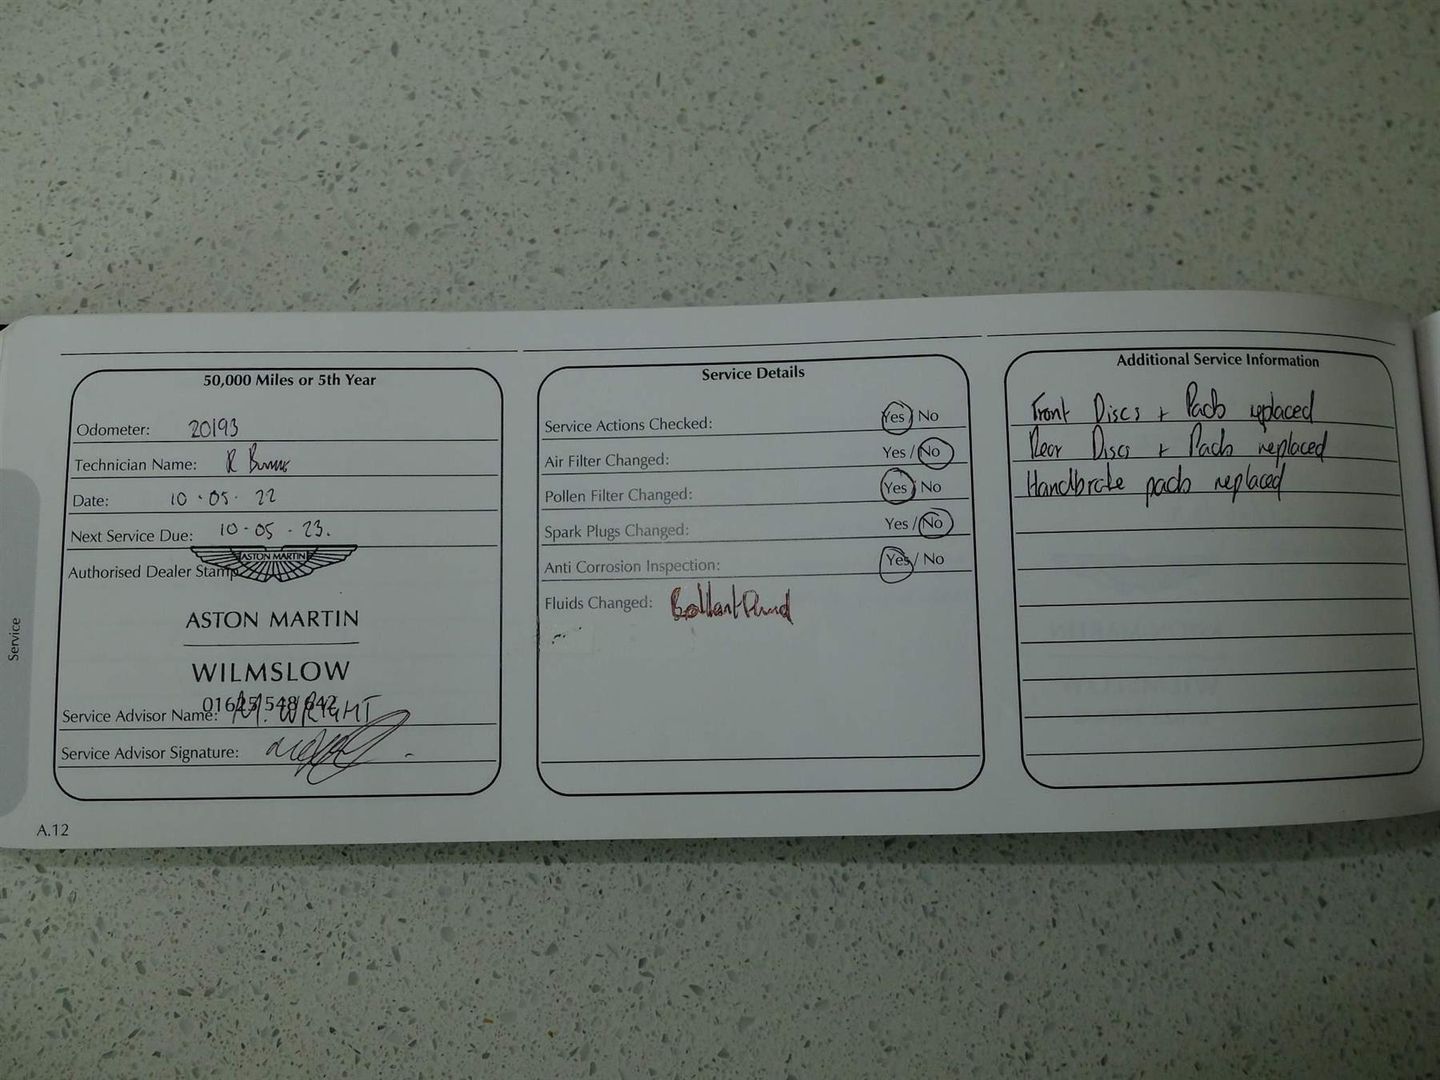 50,000 Miles or 5th Year
Odometer: 20193
Technician Name: R
Date: 10 · 05 · 22
Next Service Due: 10 - 05 - 23.
ASTON MARTIN
Authorised Dealer Stamp
ASTON MARTIN
WILMSLOW
01625 548 642
Service Advisor Name: M. WRIGHT
Service Advisor Signature:
A.12
Service
Service Details
Service Actions Checked: Yes / No
Air Filter Changed: Yes / No
Pollen Filter Changed: Yes / No
Spark Plugs Changed: Yes / No
Anti Corrosion Inspection: Yes / No
Fluids Changed:
Additional Service Information
Front Discs + Pads replaced
Rear Discs + Pads replaced
Handbrake pads replaced